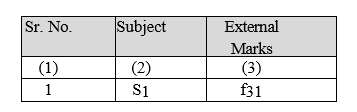 Sr. No. Subject External
Marks
(1) (2) (3)
1 S1 f31